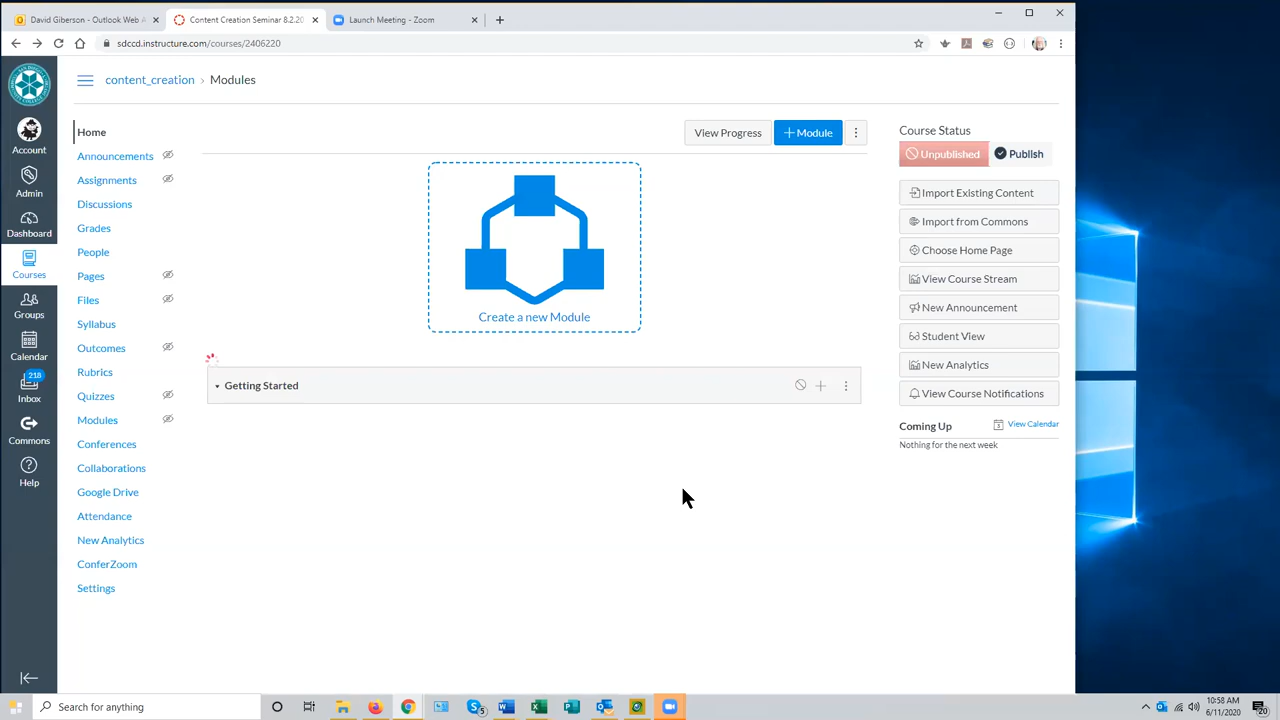 David Giberson - Outlook Web A
Content Creation Seminar 8.2.20
Launch Meeting - Zoom
sdccd.instructure.com/courses/2406220
content_creation › Modules
Account
Admin
Dashboard
Courses
Groups
Calendar
218
Inbox
Commons
Help
Home
Announcements
Assignments
Discussions
Grades
People
Pages
Files
Syllabus
Outcomes
Rubrics
Quizzes
Modules
Conferences
Collaborations
Google Drive
Attendance
New Analytics
ConferZoom
Settings
View Progress
+ Module
Create a new Module
Getting Started
Course Status
Unpublished
Publish
Import Existing Content
Import from Commons
Choose Home Page
View Course Stream
New Announcement
Student View
New Analytics
View Course Notifications
Coming Up
View Calendar
Nothing for the next week
Search for anything
5
10:58 AM
6/11/2020
20